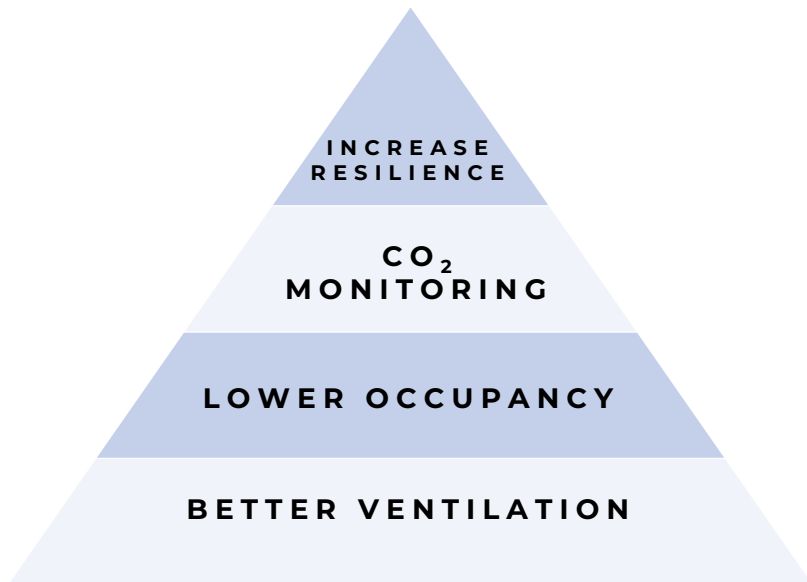 INCREASE
RESILIENCE
CO₂
MONITORING
LOWER OCCUPANCY
BETTER VENTILATION